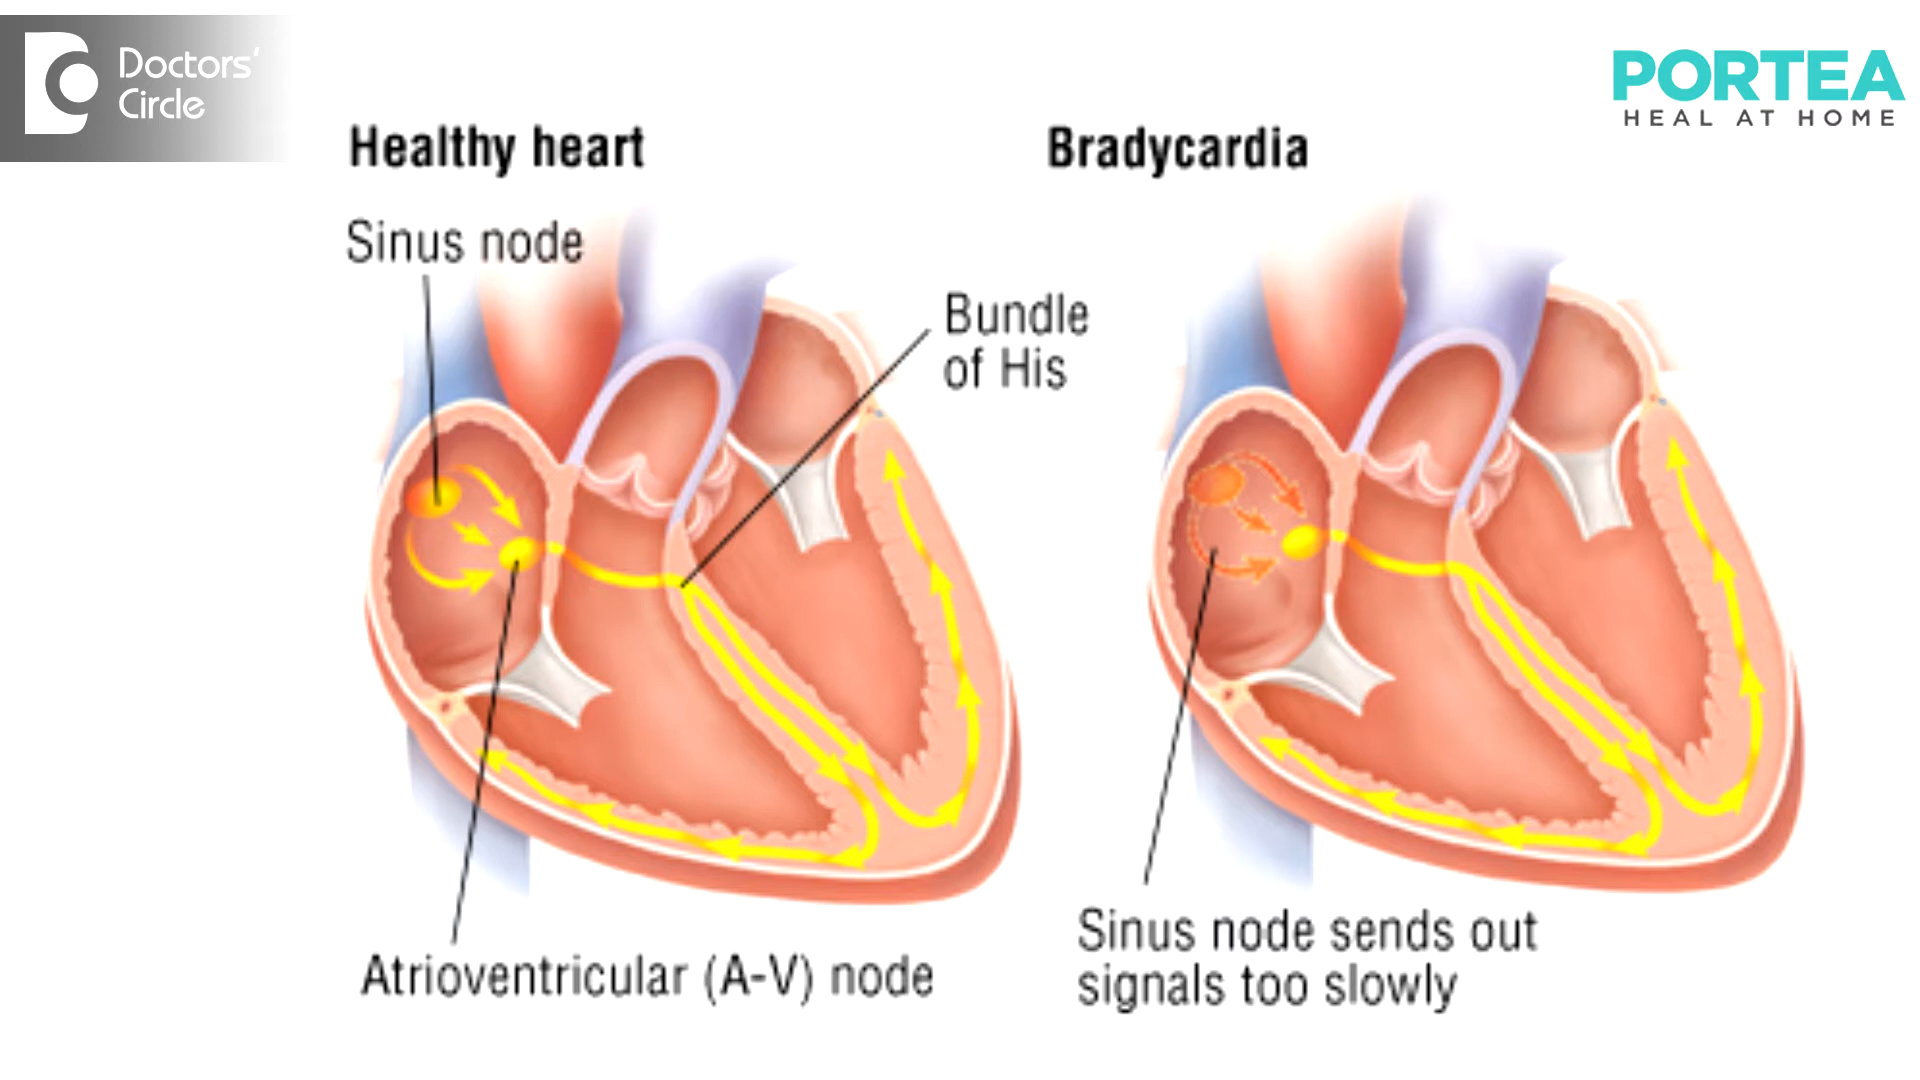 Doctors'
Circle
PORTEA
HEAL AT HOME
Healthy heart
Bradycardia
Sinus node
Bundle
of His
Atrioventricular (A-V) node
Sinus node sends out
signals too slowly